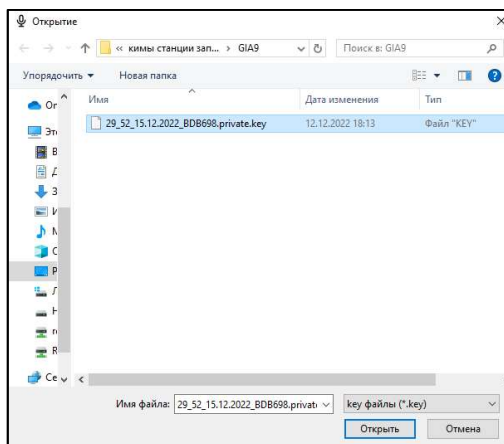 Открытие
« кимы станции зап... › GIA9
Поиск в: GIA9
Упорядочить
Новая папка
Имя
Дата изменения
Тип
29_52_15.12.2022_BDB698.private.key
12.12.2022 18:13
Файл "KEY"
Эт
Имя файла:
29_52_15.12.2022_BDB698.privat
key файлы (*.key)
Открыть
Отмена